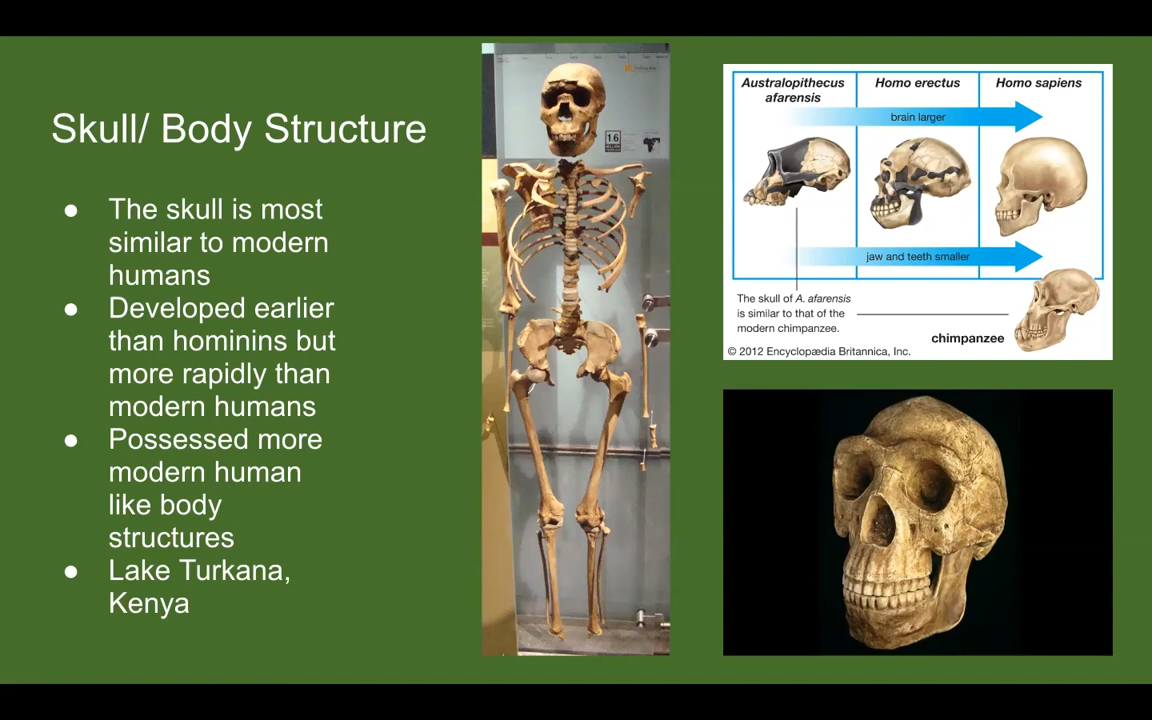 Skull/ Body Structure
● The skull is most
similar to modern
humans
● Developed earlier
than hominins but
more rapidly than
modern humans
● Possessed more
modern human
like body
structures
● Lake Turkana,
Kenya
1.6
Australopithecus
afarensis
Homo erectus
Homo sapiens
brain larger
jaw and teeth smaller
The skull of A. afarensis
is similar to that of the
modern chimpanzee.
chimpanzee
© 2012 Encyclopædia Britannica, Inc.